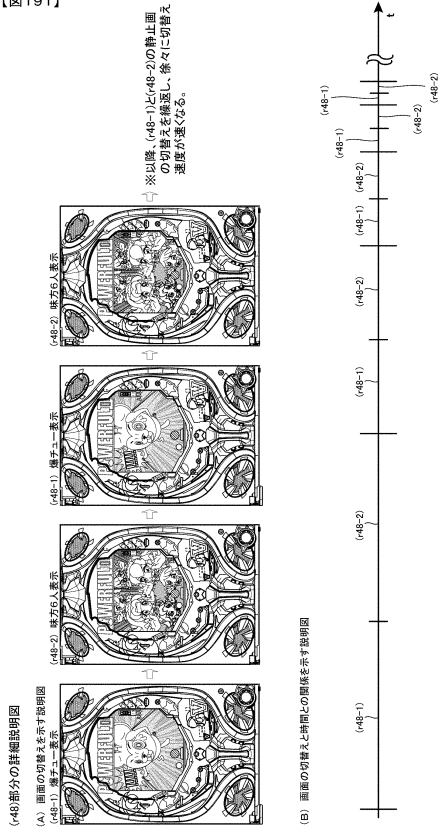 【図191】
(r48)部分の詳細説明図
(A) 画面の切替えを示す説明図
(r48-1) 爆チュー表示
(r48-2) 味方6人表示
(r48-1) 爆チュー表示
(r48-2) 味方6人表示
POWERFUL
POWERFUL
POWERFUL
POWERFUL
※以降、(r48-1)と(r48-2)の静止画
の切替えを繰返し、徐々に切替え
速度が速くなる。
(B) 画面の切替えと時間との関係を示す説明図
(r48-1)
(r48-2)
(r48-1)
(r48-2)
(r48-1)
(r48-2)
(r48-1)
(r48-2)
(r48-1)
(r48-2)
t